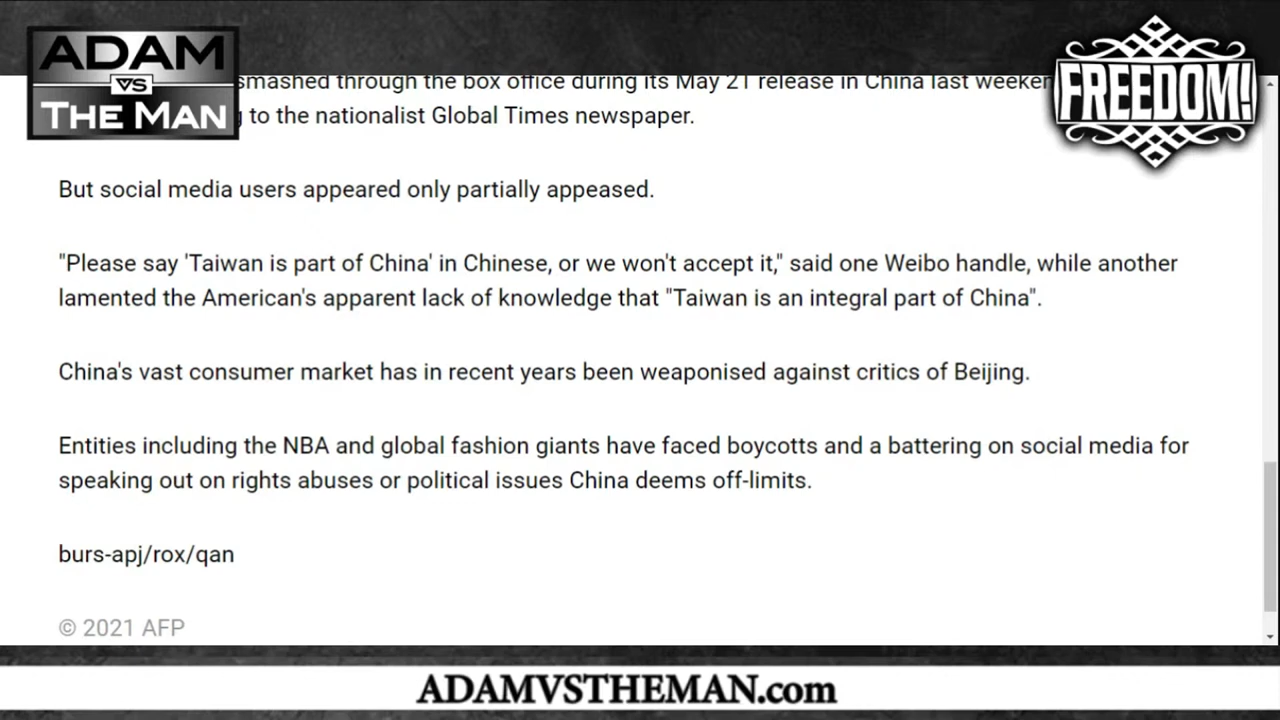 ADAM
VS
THE MAN
FREEDOM!
smashed through the box office during its May 21 release in China last
to the nationalist Global Times newspaper.
But social media users appeared only partially appeased.
"Please say 'Taiwan is part of China' in Chinese, or we won't accept it," said one Weibo handle, while another
lamented the American's apparent lack of knowledge that "Taiwan is an integral part of China".
China's vast consumer market has in recent years been weaponised against critics of Beijing.
Entities including the NBA and global fashion giants have faced boycotts and a battering on social media for
speaking out on rights abuses or political issues China deems off-limits.
burs-apj/rox/qan
© 2021 AFP
ADAMVSTHEMAN.com